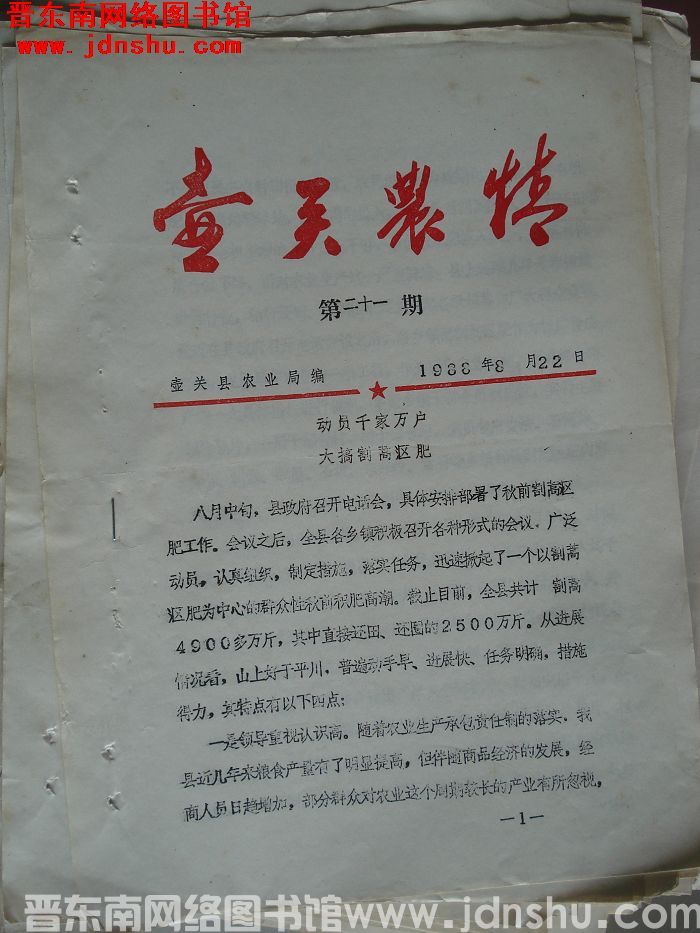 晋东南网络图书馆
www.jdnshu.com
壶关農情
第二十一期
壶关县农业局编 1988年8月22日
动员千家万户
大搞割蒿沤肥
八月中旬，县政府召开电话会，具体安排部署了秋前割蒿沤
肥工作。会议之后，全县各乡镇积极召开各种形式的会议，广泛
动员，认真组织，制定措施，落实任务，迅速掀起了一个以割蒿
沤肥为中心的群众性秋前积肥高潮。截止目前，全县共计 割蒿
4900多万斤，其中直接还田、还圈的2500万斤。从进展
情况看，山上好于平川，普遍动手早、进展快、任务明确，措施
得力，其特点有以下四点：
一是领导重视认识高。随着农业生产承包责任制的落实。我
县近几年来粮食产量有了明显提高，但伴随商品经济的发展，经
商人员日趋增加，部分群众对农业这个周期较长的产业有所忽视，
—1—
晋东南网络图书馆www.jdnshu.com